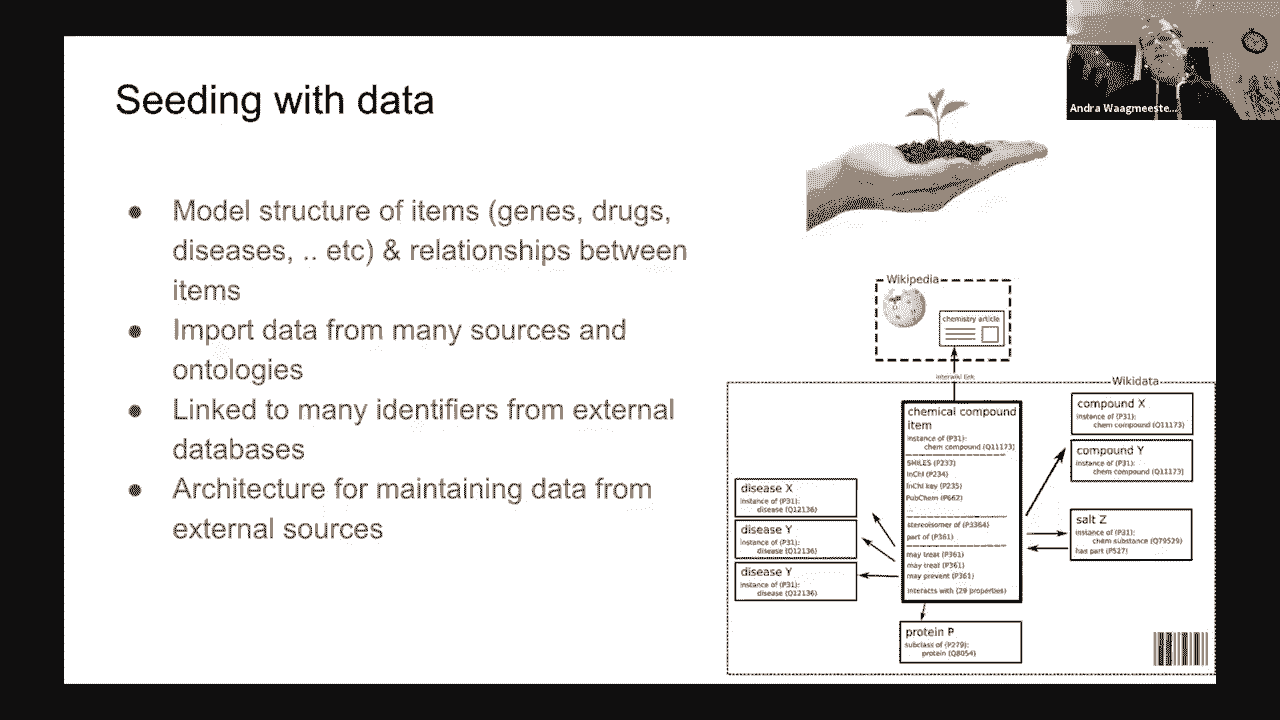 Andra Waagmeeste...
Seeding with data
● Model structure of items (genes, drugs,
diseases, .. etc) & relationships between
items
● Import data from many sources and
ontologies
● Linked to many identifiers from external
databases
● Architecture for maintaining data from
external sources
Wikipedia
chemistry article
interwiki link
Wikidata
chemical compound
item
instance of (P31):
chem compound (Q11173)
SMILES (P233)
InChI (P234)
InChI key (P235)
PubChem (P662)
...
stereoisomer of (P3364)
part of (P361)
may treat (P361)
may treat (P361)
may prevent (P361)
interacts with (29 properties)
disease X
instance of (P31):
disease (Q12136)
disease Y
instance of (P31):
disease (Q12136)
disease Y
instance of (P31):
disease (Q12136)
compound X
instance of (P31):
chem compound (Q11173)
compound Y
instance of (P31):
chem compound (Q11173)
salt Z
instance of (P31):
chem substance (Q79529)
has part (P527)
protein P
subclass of (P279):
protein (Q8054)